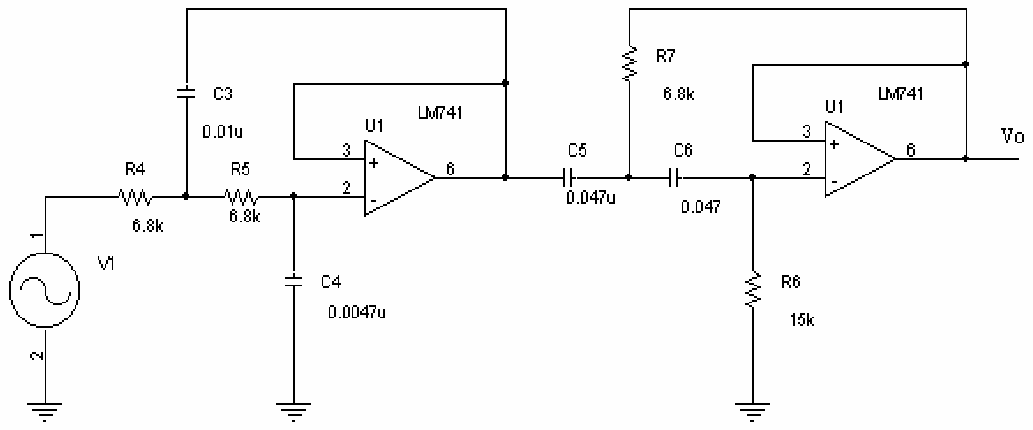 C3
0.01u
R4
6.8k
R5
6.8k
1
V1
2
C4
0.0047u
U1
LM741
3
+
2
-
6
C5
0.047u
R7
6.8k
C6
0.047
U1
LM741
3
+
2
-
6
Vo
R6
15k